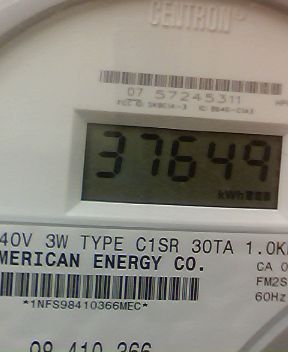 CENTRON®
07 57245311
37649
kWh
40V 3W TYPE C1SR 30TA 1.0K
MERICAN ENERGY CO.
CA 0
FM2S
*1NFS98410366MEC*
60Hz
98 410 366